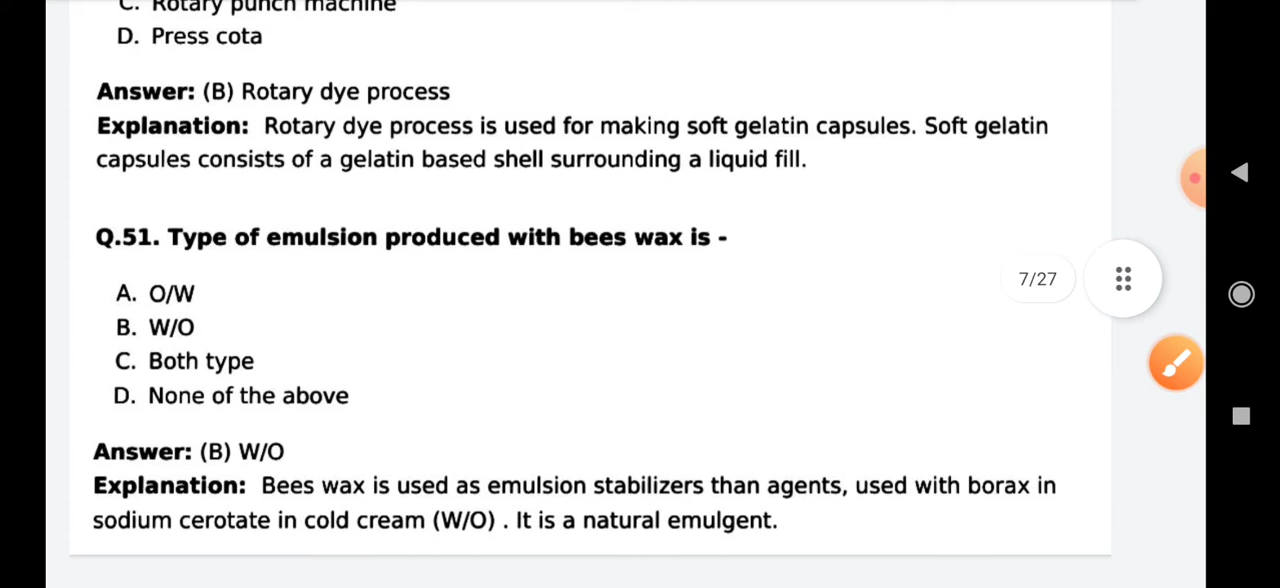 C. Rotary punch machine
D. Press cota
Answer: (B) Rotary dye process
Explanation: Rotary dye process is used for making soft gelatin capsules. Soft gelatin
capsules consists of a gelatin based shell surrounding a liquid fill.
Q.51. Type of emulsion produced with bees wax is -
A. O/W
B. W/O
C. Both type
D. None of the above
7/27
Answer: (B) W/O
Explanation: Bees wax is used as emulsion stabilizers than agents, used with borax in
sodium cerotate in cold cream (W/O) . It is a natural emulgent.